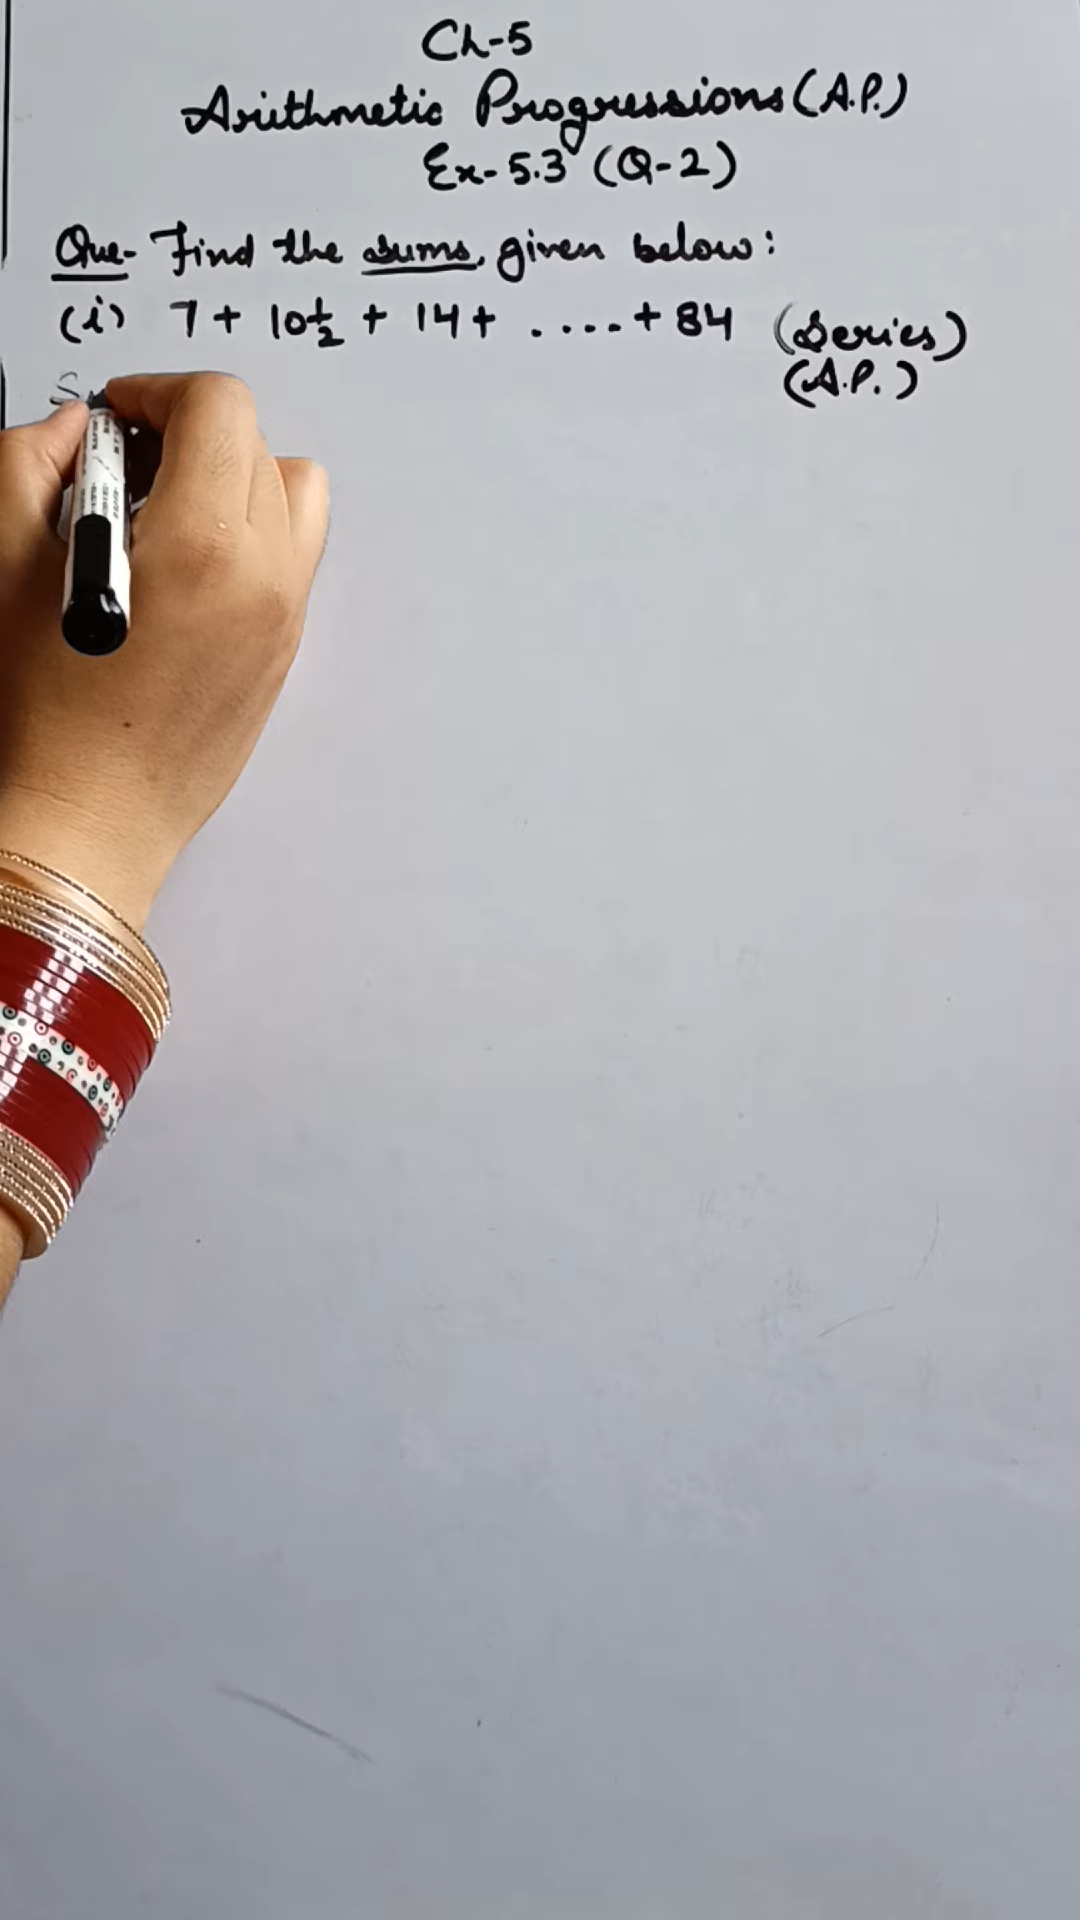 Ch-5
Arithmetic Progressions (A.P.)
Ex-5.3 (Q-2)
Que- Find the sums, given below:
(i) 7 + 10½ + 14 + ..... + 84 (Series)
(A.P.)